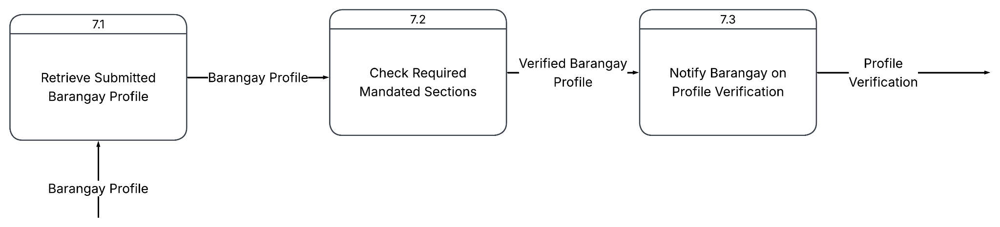 7.1
Retrieve Submitted
Barangay Profile
Barangay Profile
Barangay Profile
7.2
Check Required
Mandated Sections
Verified Barangay
Profile
7.3
Notify Barangay on
Profile Verification
Profile
Verification